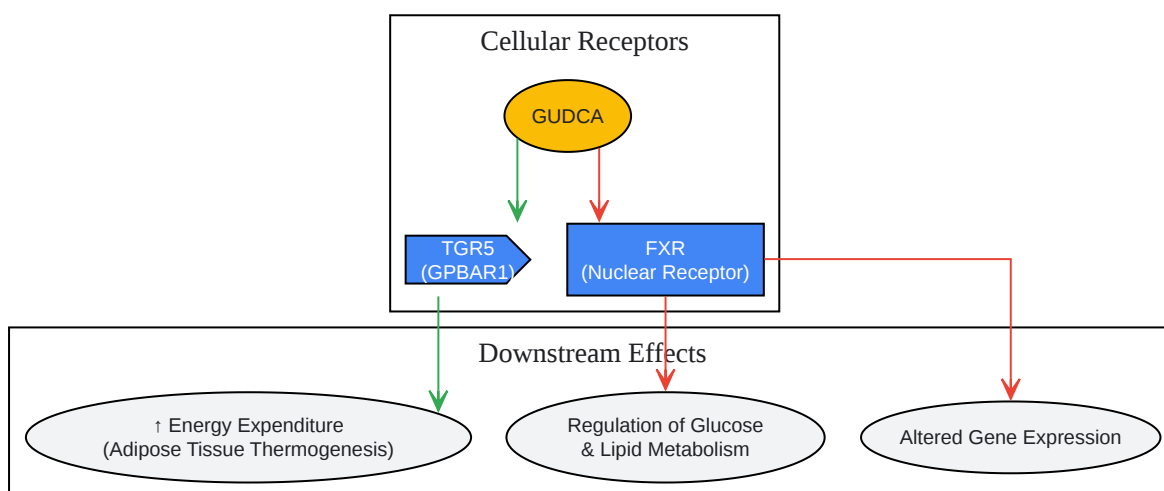 Cellular Receptors
GUDCA
TGR5
(GPBAR1)
FXR
(Nuclear Receptor)
Downstream Effects
↑ Energy Expenditure
(Adipose Tissue Thermogenesis)
Regulation of Glucose
& Lipid Metabolism
Altered Gene Expression